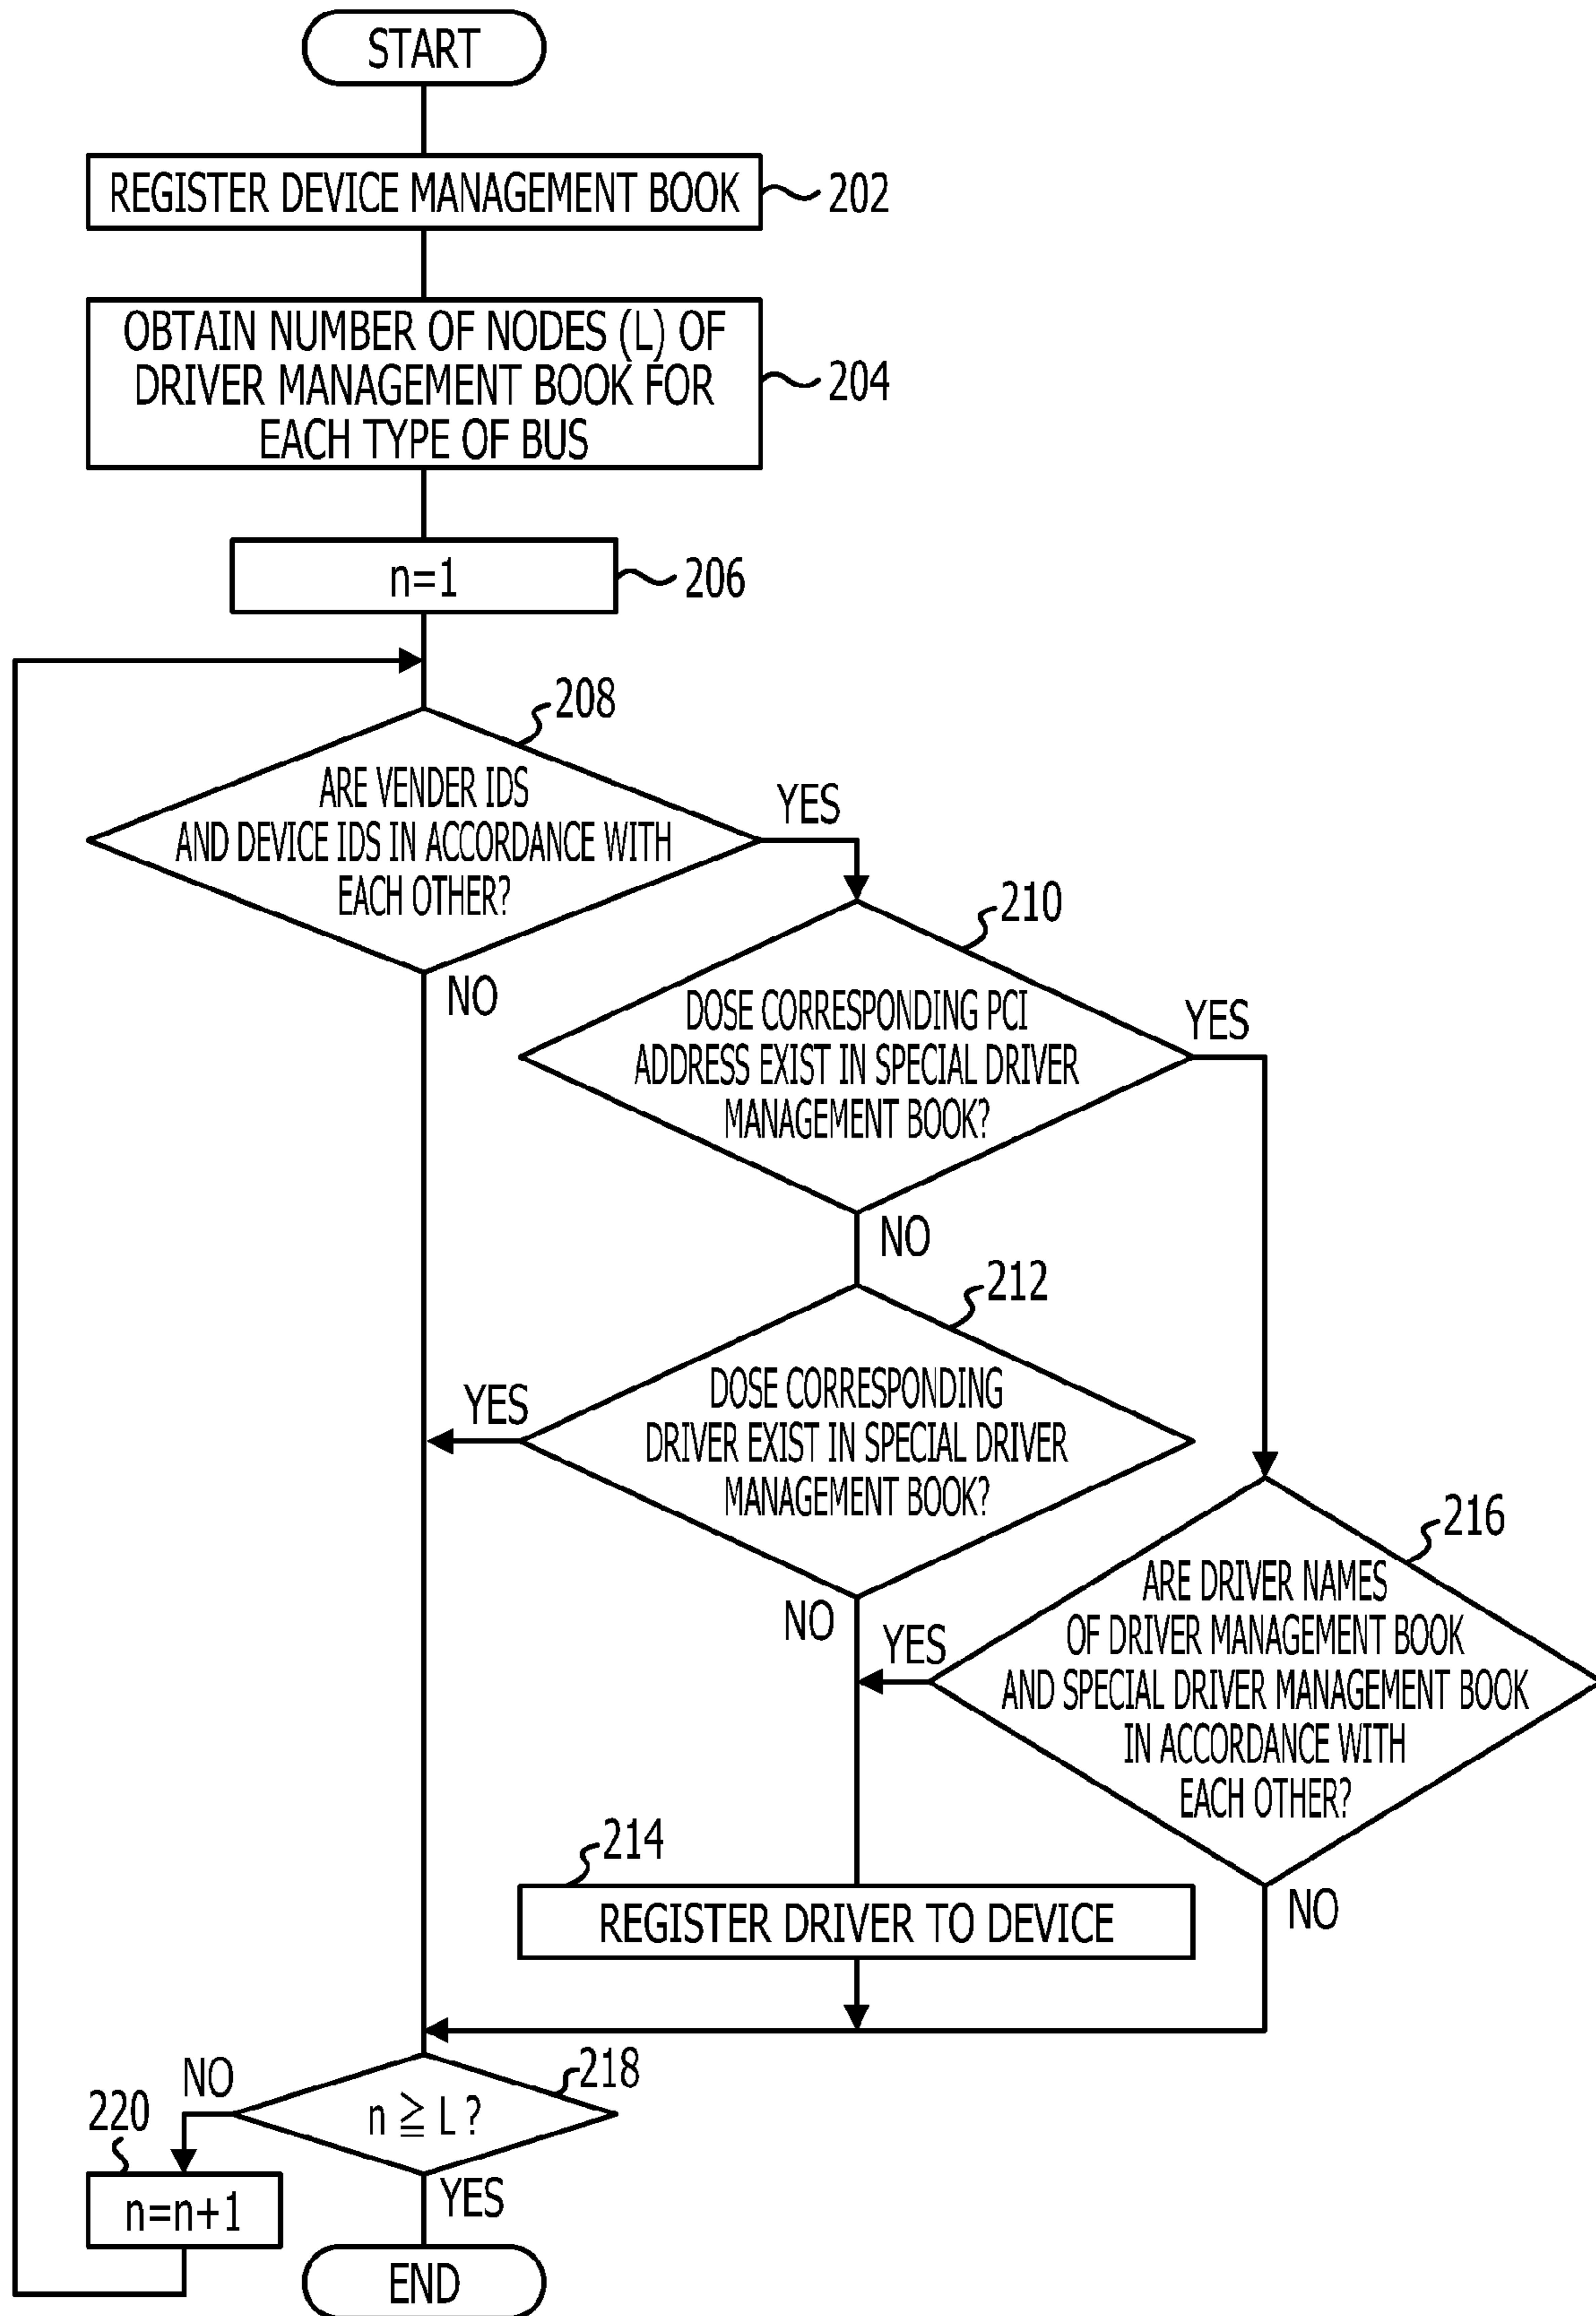 START
REGISTER DEVICE MANAGEMENT BOOK
202
OBTAIN NUMBER OF NODES (L) OF
DRIVER MANAGEMENT BOOK FOR
EACH TYPE OF BUS
204
n=1
206
208
ARE VENDER IDS
AND DEVICE IDS IN ACCORDANCE WITH
EACH OTHER?
YES
NO
210
DOSE CORRESPONDING PCI
ADDRESS EXIST IN SPECIAL DRIVER
MANAGEMENT BOOK?
YES
NO
212
DOSE CORRESPONDING
DRIVER EXIST IN SPECIAL DRIVER
MANAGEMENT BOOK?
YES
NO
216
ARE DRIVER NAMES
OF DRIVER MANAGEMENT BOOK
AND SPECIAL DRIVER MANAGEMENT BOOK
IN ACCORDANCE WITH
EACH OTHER?
YES
NO
214
REGISTER DRIVER TO DEVICE
218
n ≧ L ?
NO
YES
220
n=n+1
END